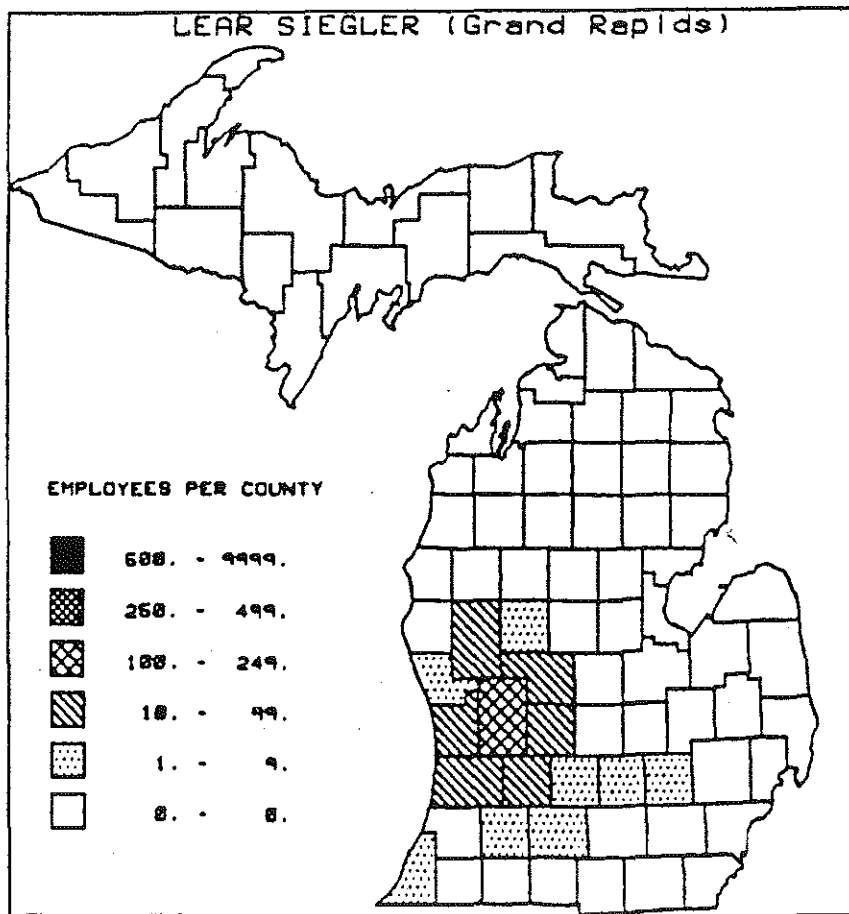 LEAR SIEGLER (Grand Rapids)
EMPLOYEES PER COUNTY
500. - 9999.
250. - 499.
100. - 249.
10. - 99.
1. - 9.
0. - 0.